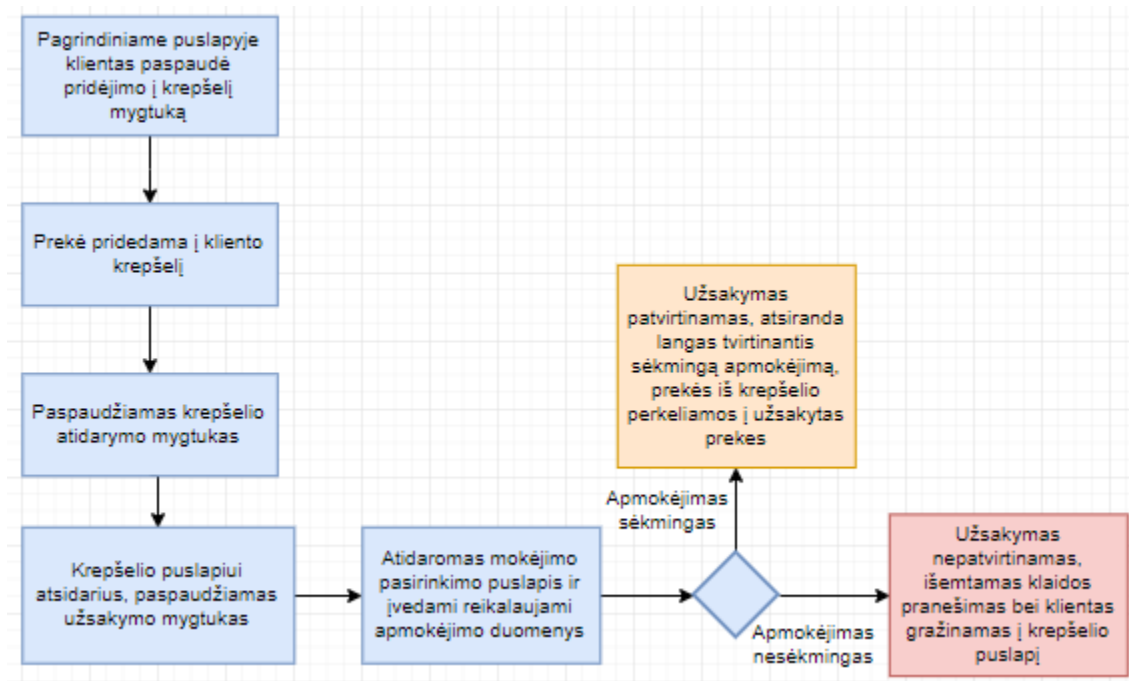 Pagrindiniame puslapyje
klientas paspaudė
pridėjimo į krepšelį
mygtuką
Prekė pridedama į kliento
krepšelį
Paspaudžiamas krepšelio
atidarymo mygtukas
Krepšelio puslapiui
atsidarius, paspaudžiamas
užsakymo mygtukas
Atidaromas mokėjimo
pasirinkimo puslapis ir
įvedami reikalaujami
apmokėjimo duomenys
Apmokėjimas
sėkmingas
Užsakymas
patvirtinamas, atsiranda
langas tvirtinantis
sėkmingą apmokėjimą,
prekės iš krepšelio
perkeliamos į užsakytas
prekes
Apmokėjimas
nesėkmingas
Užsakymas
nepatvirtinamas,
išemtamas klaidos
pranešimas bei klientas
gražinamas į krepšelio
puslapį